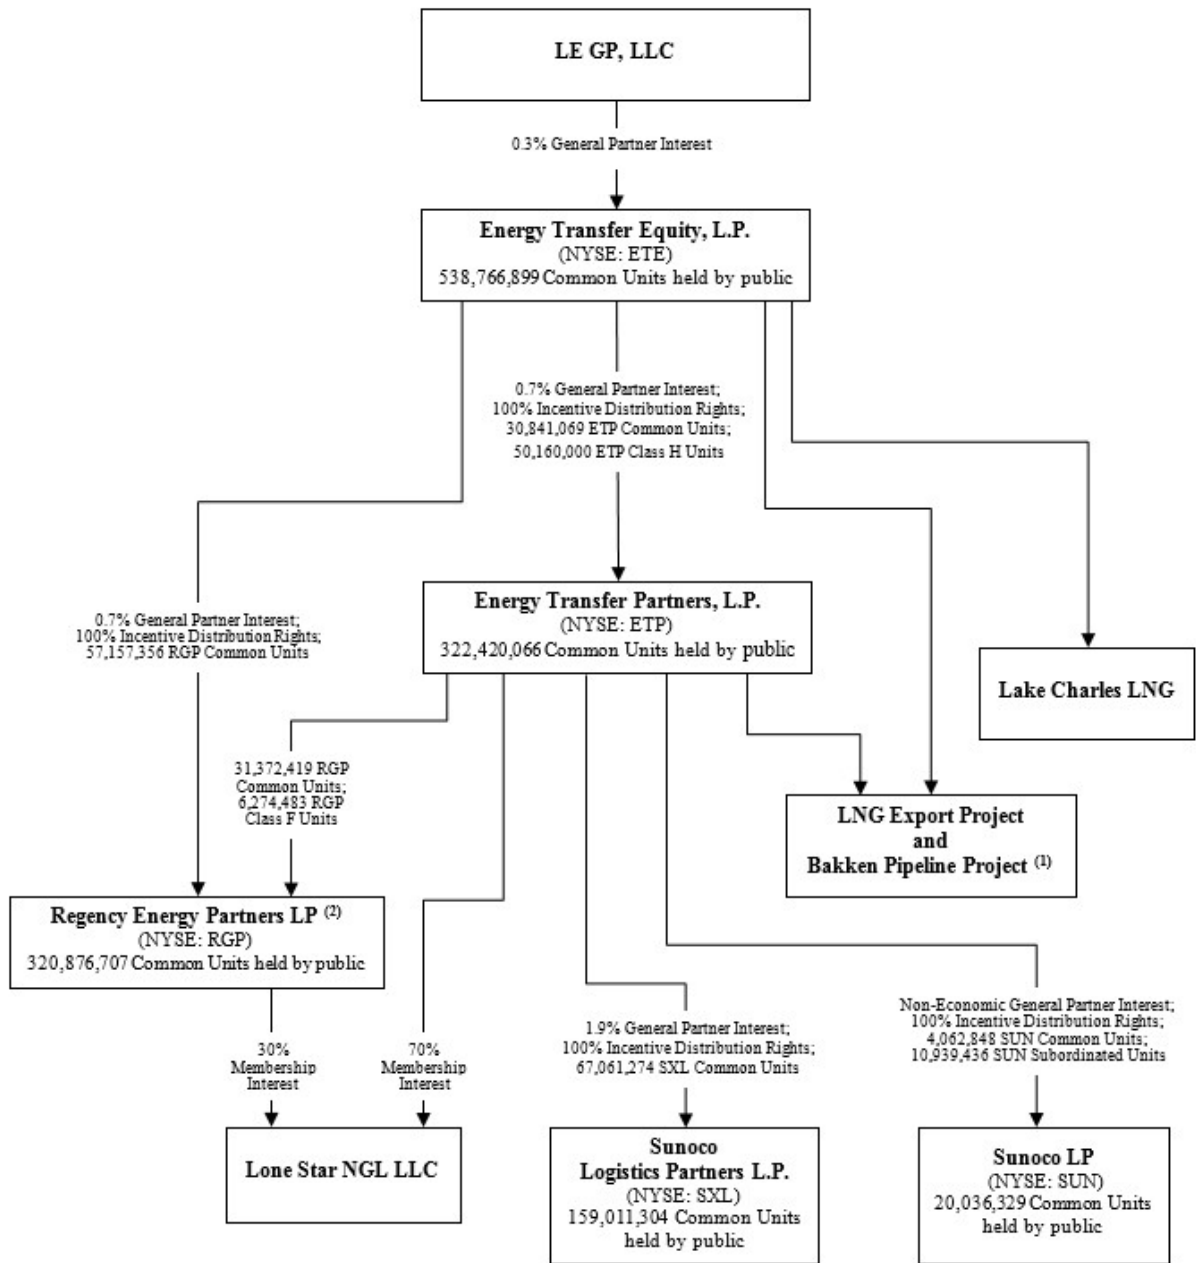 LE GP, LLC
0.3% General Partner Interest
Energy Transfer Equity, L.P.
(NYSE: ETE)
538,766,899 Common Units held by public
0.7% General Partner Interest;
100% Incentive Distribution Rights;
30,841,069 ETP Common Units;
50,160,000 ETP Class H Units
Energy Transfer Partners, L.P.
(NYSE: ETP)
322,420,066 Common Units held by public
0.7% General Partner Interest;
100% Incentive Distribution Rights;
57,157,356 RGP Common Units
Lake Charles LNG
31,372,419 RGP
Common Units;
6,274,483 RGP
Class F Units
LNG Export Project
and
Bakken Pipeline Project (1)
Regency Energy Partners LP (2)
(NYSE: RGP)
320,876,707 Common Units held by public
30%
Membership
Interest
70%
Membership
Interest
1.9% General Partner Interest;
100% Incentive Distribution Rights;
67,061,274 SXL Common Units
Non-Economic General Partner Interest;
100% Incentive Distribution Rights;
4,062,848 SUN Common Units;
10,939,436 SUN Subordinated Units
Lone Star NGL LLC
Sunoco
Logistics Partners L.P.
(NYSE: SXL)
159,011,304 Common Units
held by public
Sunoco LP
(NYSE: SUN)
20,036,329 Common Units
held by public